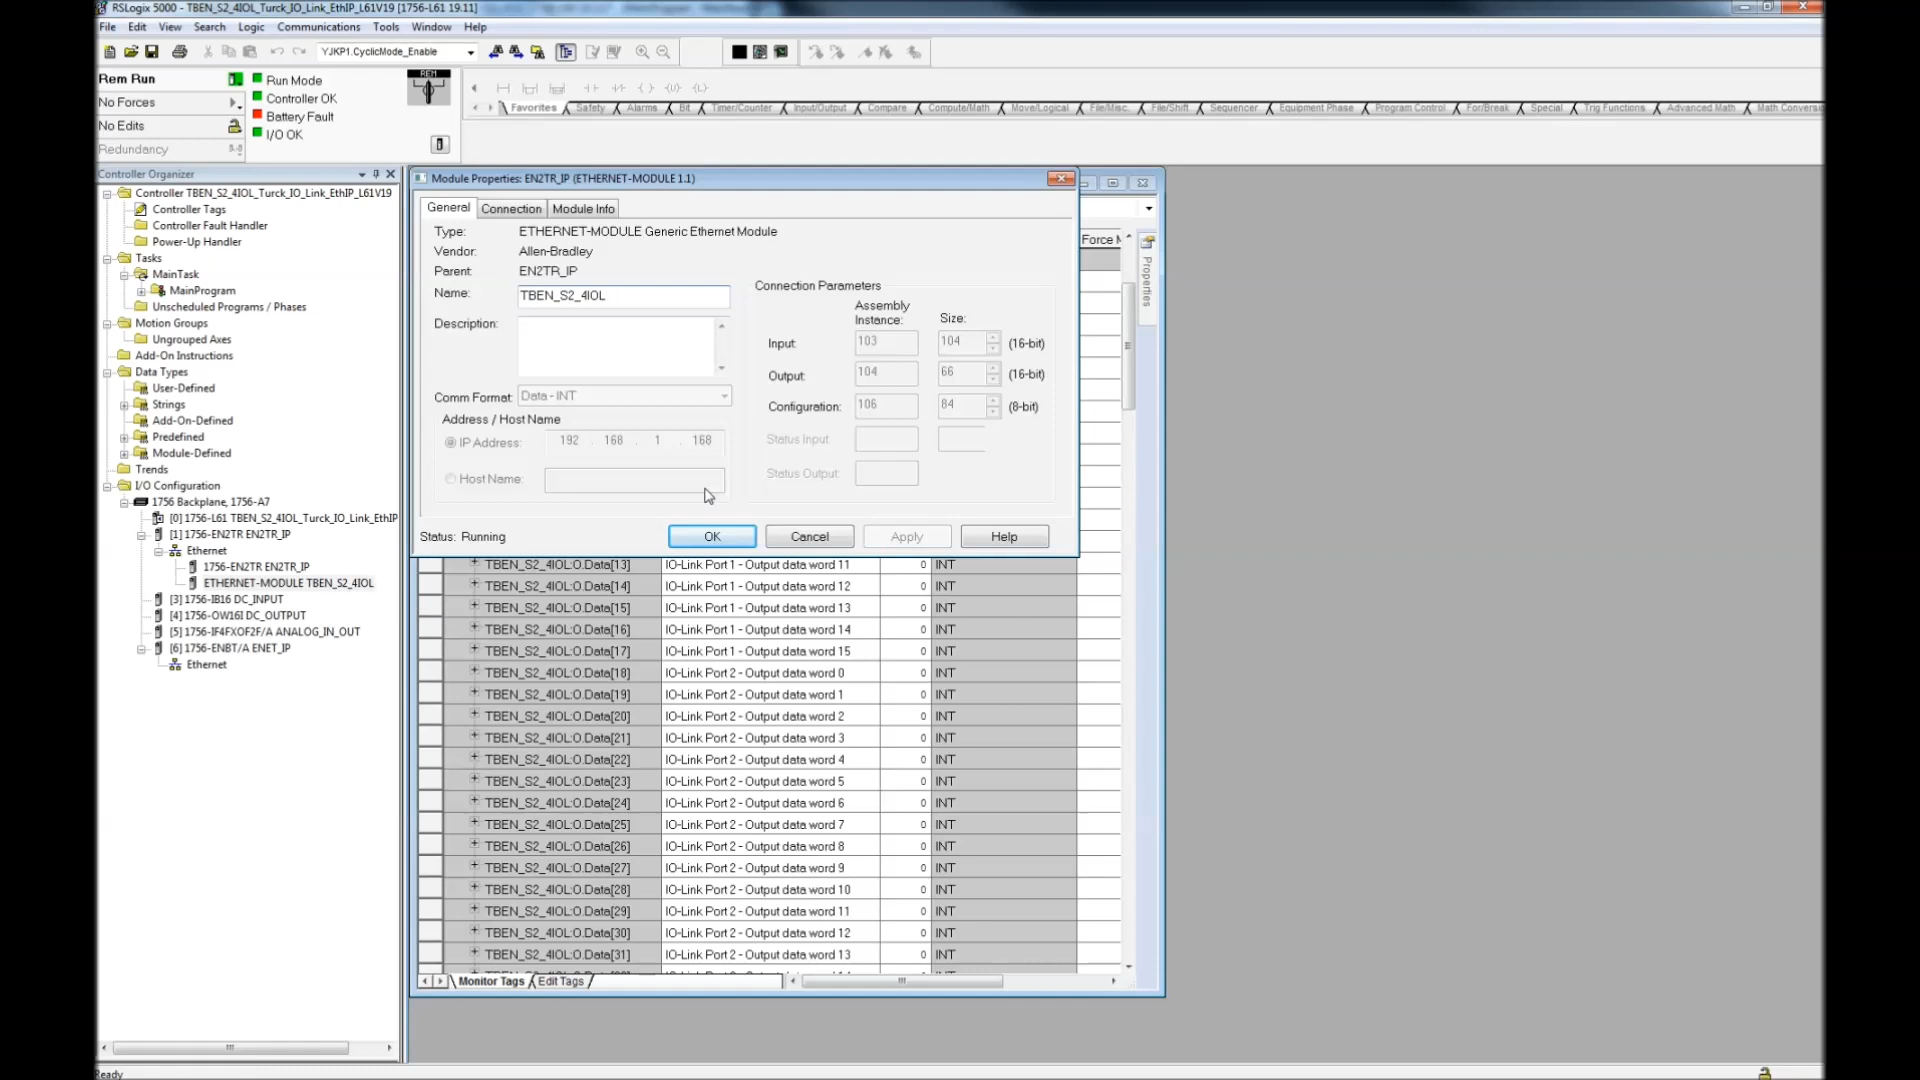 RSLogix 5000 - TBEN_S2_4IOL_Turck_IO_Link_EthIP_L61V19 [1756-L61 19.11]
File Edit View Search Logic Communications Tools Window Help
YJKP1.CyclicMode_Enable
Rem Run
No Forces
No Edits
Redundancy
Run Mode
Controller OK
Battery Fault
I/O OK
REM
Favorites Safety Alarms Bit Timer/Counter Input/Output Compare Compute/Math Move/Logical File/Misc. File/Shift Sequencer Equipment Phase Program Control For/Break Special Trig Functions Advanced Math Math Conversi
Controller Organizer
Controller TBEN_S2_4IOL_Turck_IO_Link_EthIP_L61V19
Controller Tags
Controller Fault Handler
Power-Up Handler
Tasks
MainTask
MainProgram
Unscheduled Programs / Phases
Motion Groups
Ungrouped Axes
Add-On Instructions
Data Types
User-Defined
Strings
Add-On-Defined
Predefined
Module-Defined
Trends
I/O Configuration
1756 Backplane, 1756-A7
[0] 1756-L61 TBEN_S2_4IOL_Turck_IO_Link_EthIP
[1] 1756-EN2TR EN2TR_IP
Ethernet
1756-EN2TR EN2TR_IP
ETHERNET-MODULE TBEN_S2_4IOL
[3] 1756-IB16 DC_INPUT
[4] 1756-OW16I DC_OUTPUT
[5] 1756-IF4FXOF2F/A ANALOG_IN_OUT
[6] 1756-ENBT/A ENET_IP
Ethernet
Module Properties: EN2TR_IP (ETHERNET-MODULE 1.1)
General Connection Module Info
Type: ETHERNET-MODULE Generic Ethernet Module
Vendor: Allen-Bradley
Parent: EN2TR_IP
Name: TBEN_S2_4IOL
Description:
Comm Format: Data - INT
Address / Host Name
IP Address: 192 . 168 . 1 . 168
Host Name:
Connection Parameters
Assembly Instance: Size:
Input: 103 104 (16-bit)
Output: 104 66 (16-bit)
Configuration: 106 84 (8-bit)
Status Input:
Status Output:
Status: Running
OK Cancel Apply Help
Force M
Properties
TBEN_S2_4IOL:O.Data[13] IO-Link Port 1 - Output data word 11 0 INT
TBEN_S2_4IOL:O.Data[14] IO-Link Port 1 - Output data word 12 0 INT
TBEN_S2_4IOL:O.Data[15] IO-Link Port 1 - Output data word 13 0 INT
TBEN_S2_4IOL:O.Data[16] IO-Link Port 1 - Output data word 14 0 INT
TBEN_S2_4IOL:O.Data[17] IO-Link Port 1 - Output data word 15 0 INT
TBEN_S2_4IOL:O.Data[18] IO-Link Port 2 - Output data word 0 0 INT
TBEN_S2_4IOL:O.Data[19] IO-Link Port 2 - Output data word 1 0 INT
TBEN_S2_4IOL:O.Data[20] IO-Link Port 2 - Output data word 2 0 INT
TBEN_S2_4IOL:O.Data[21] IO-Link Port 2 - Output data word 3 0 INT
TBEN_S2_4IOL:O.Data[22] IO-Link Port 2 - Output data word 4 0 INT
TBEN_S2_4IOL:O.Data[23] IO-Link Port 2 - Output data word 5 0 INT
TBEN_S2_4IOL:O.Data[24] IO-Link Port 2 - Output data word 6 0 INT
TBEN_S2_4IOL:O.Data[25] IO-Link Port 2 - Output data word 7 0 INT
TBEN_S2_4IOL:O.Data[26] IO-Link Port 2 - Output data word 8 0 INT
TBEN_S2_4IOL:O.Data[27] IO-Link Port 2 - Output data word 9 0 INT
TBEN_S2_4IOL:O.Data[28] IO-Link Port 2 - Output data word 10 0 INT
TBEN_S2_4IOL:O.Data[29] IO-Link Port 2 - Output data word 11 0 INT
TBEN_S2_4IOL:O.Data[30] IO-Link Port 2 - Output data word 12 0 INT
TBEN_S2_4IOL:O.Data[31] IO-Link Port 2 - Output data word 13 0 INT
Monitor Tags Edit Tags
Ready